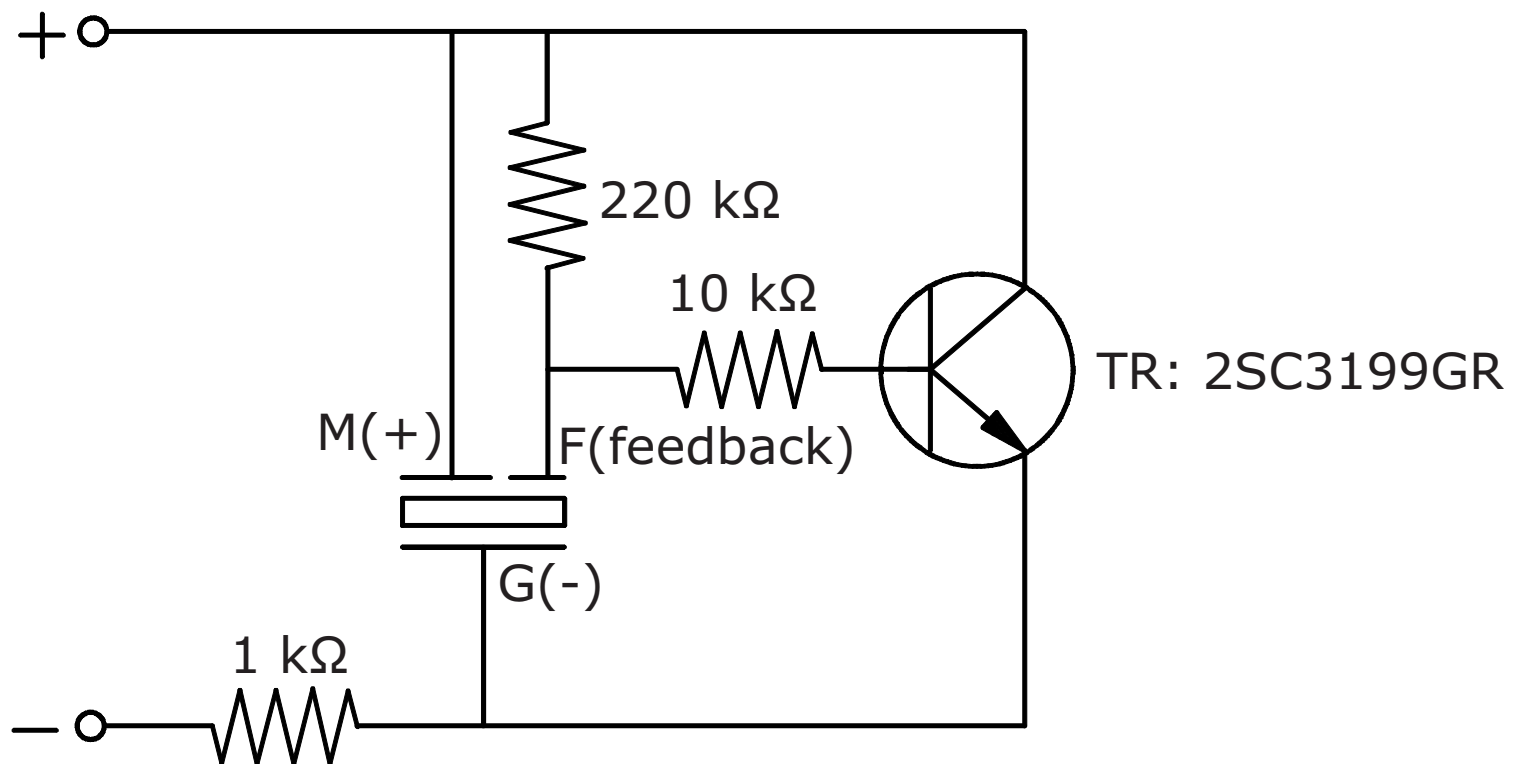 +
220 kΩ
10 kΩ
TR: 2SC3199GR
M(+)
F(feedback)
G(-)
1 kΩ
−